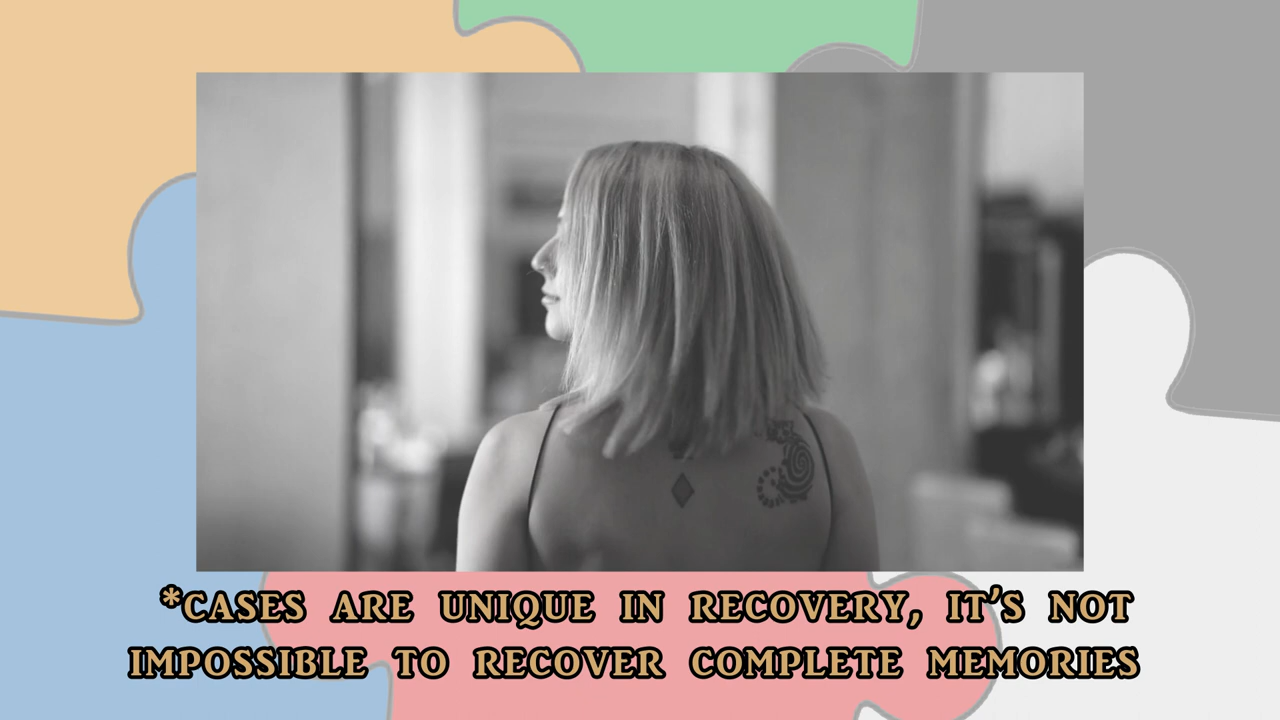 *CASES ARE UNIQUE IN RECOVERY, IT'S NOT
IMPOSSIBLE TO RECOVER COMPLETE MEMORIES